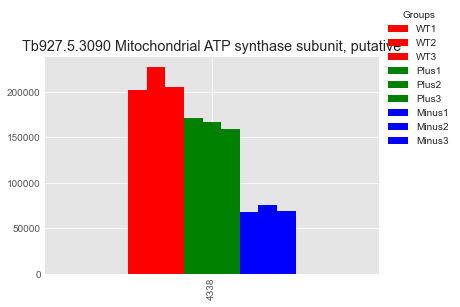 Tb927.5.3090 Mitochondrial ATP synthase subunit, putative
Groups
WT1
WT2
WT3
Plus1
Plus2
Plus3
Minus1
Minus2
Minus3
200000
150000
100000
50000
0
4338